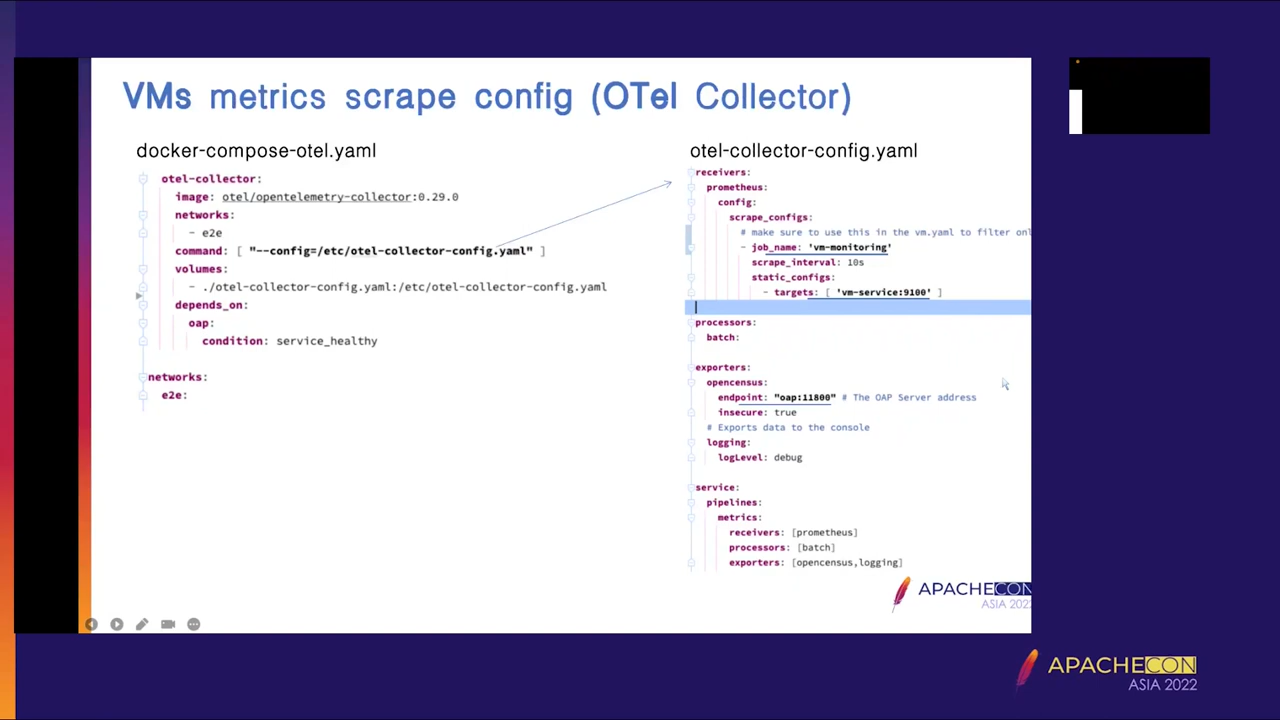 VMs metrics scrape config (OTel Collector)
docker-compose-otel.yaml
otel-collector:
image: otel/opentelemetry-collector:0.29.0
networks:
- e2e
command: [ "--config=/etc/otel-collector-config.yaml" ]
volumes:
- ./otel-collector-config.yaml:/etc/otel-collector-config.yaml
depends_on:
oap:
condition: service_healthy
networks:
e2e:
otel-collector-config.yaml
receivers:
prometheus:
config:
scrape_configs:
# make sure to use this in the vm.yaml to filter onl
- job_name: 'vm-monitoring'
scrape_interval: 10s
static_configs:
- targets: [ 'vm-service:9100' ]
processors:
batch:
exporters:
opencensus:
endpoint: "oap:11800" # The OAP Server address
insecure: true
# Exports data to the console
logging:
logLevel: debug
service:
pipelines:
metrics:
receivers: [prometheus]
processors: [batch]
exporters: [opencensus,logging]
APACHECON
ASIA 2022
APACHECON
ASIA 2022